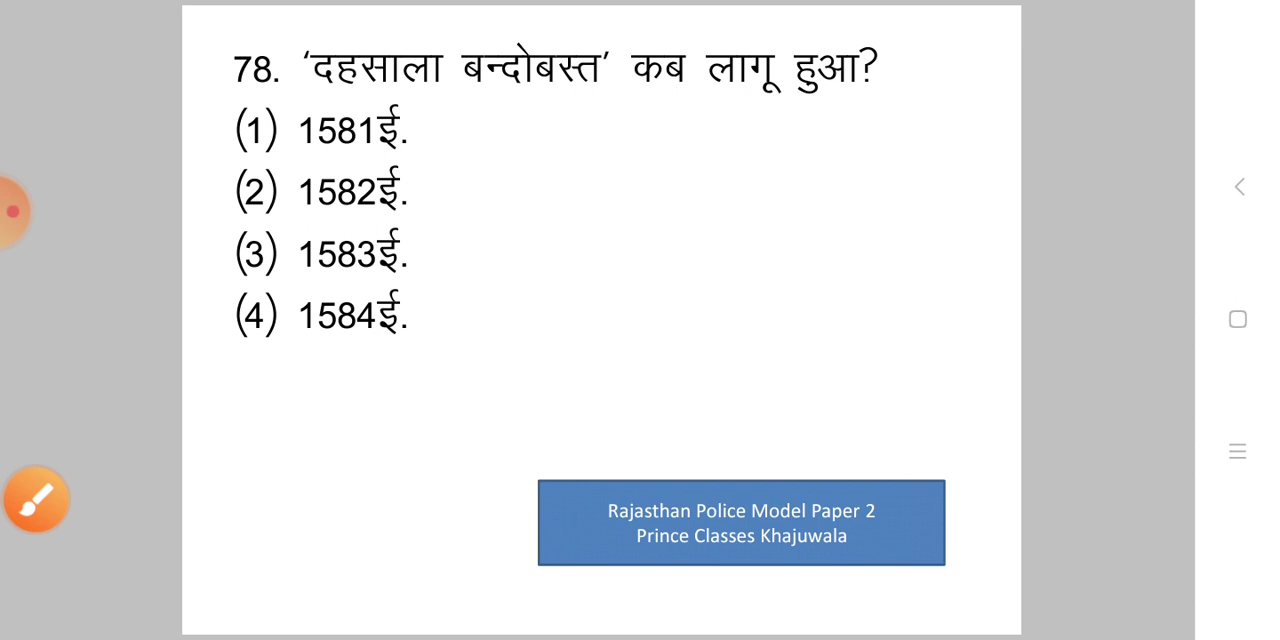 78. ‘दहसाला बन्दोबस्त’ कब लागू हुआ?
(1) 1581ई.
(2) 1582ई.
(3) 1583ई.
(4) 1584ई.
Rajasthan Police Model Paper 2
Prince Classes Khajuwala